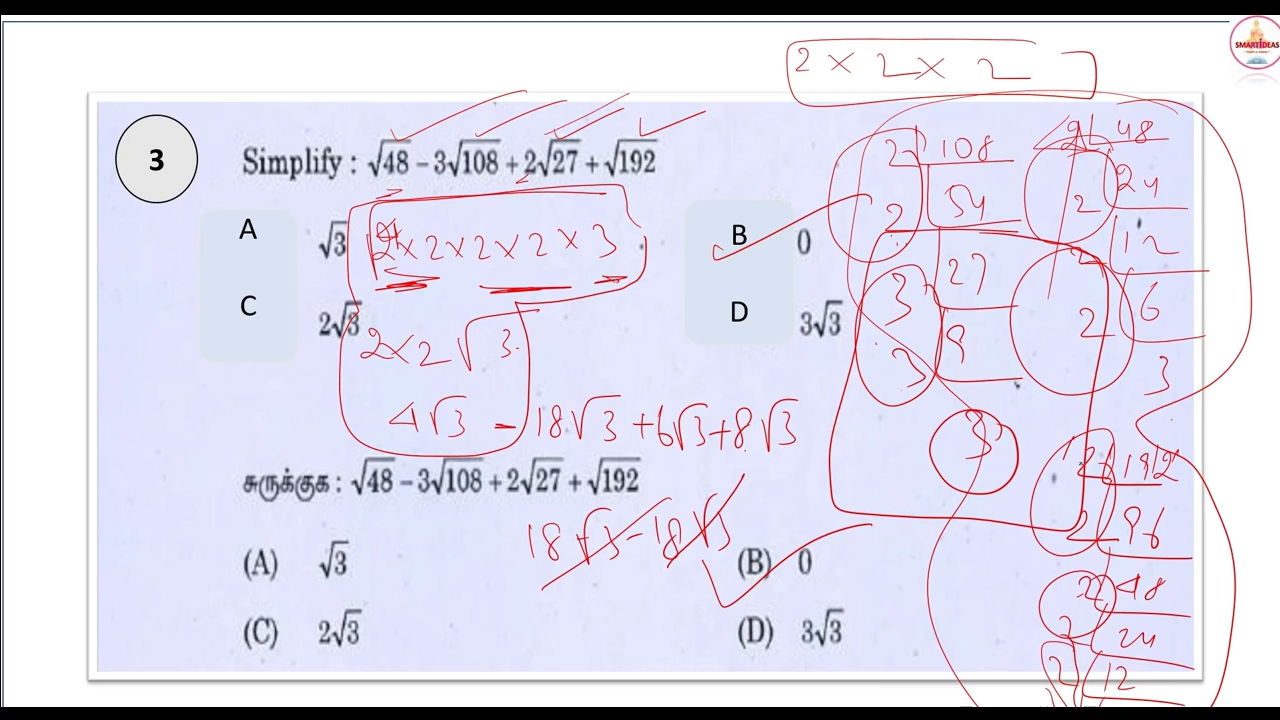 SMARTIDEAS
2 × 2 × 2
3
Simplify : √48 − 3√108 + 2√27 + √192
A √3
B 0
C 2√3
D 3√3
× 2 × 2 × 2 × 3
2 × 2 √3
4√3 − 18√3 + 6√3 + 8√3
18√3 − 18√3
சுருக்குக : √48 − 3√108 + 2√27 + √192
(A) √3
(B) 0
(C) 2√3
(D) 3√3
2 108
2 54
3 27
3 9
3
2 48
2 24
2 12
2 6
3
2 192
2 96
2 48
2 24
2 12